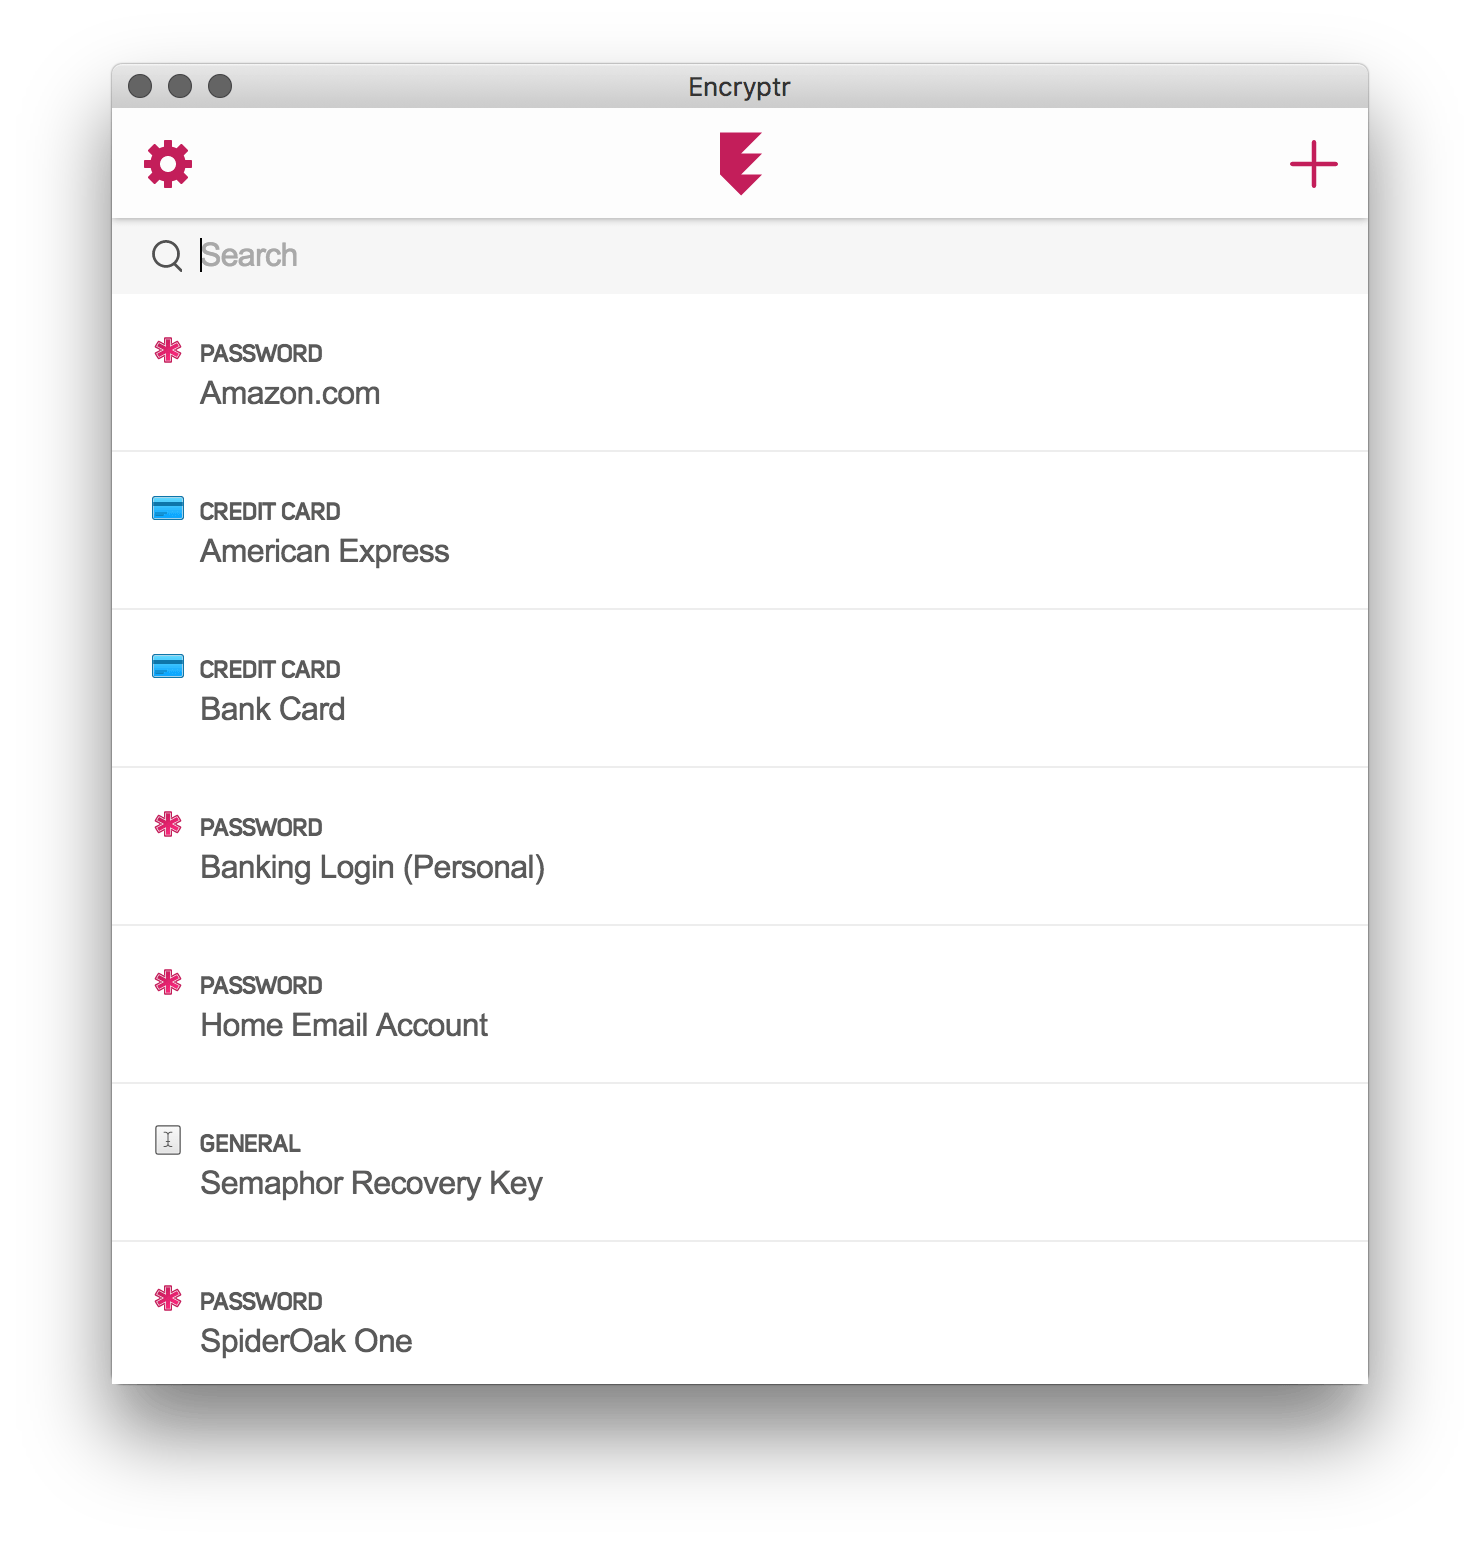 Encryptr
Search
PASSWORD
Amazon.com
CREDIT CARD
American Express
CREDIT CARD
Bank Card
PASSWORD
Banking Login (Personal)
PASSWORD
Home Email Account
GENERAL
Semaphor Recovery Key
PASSWORD
SpiderOak One